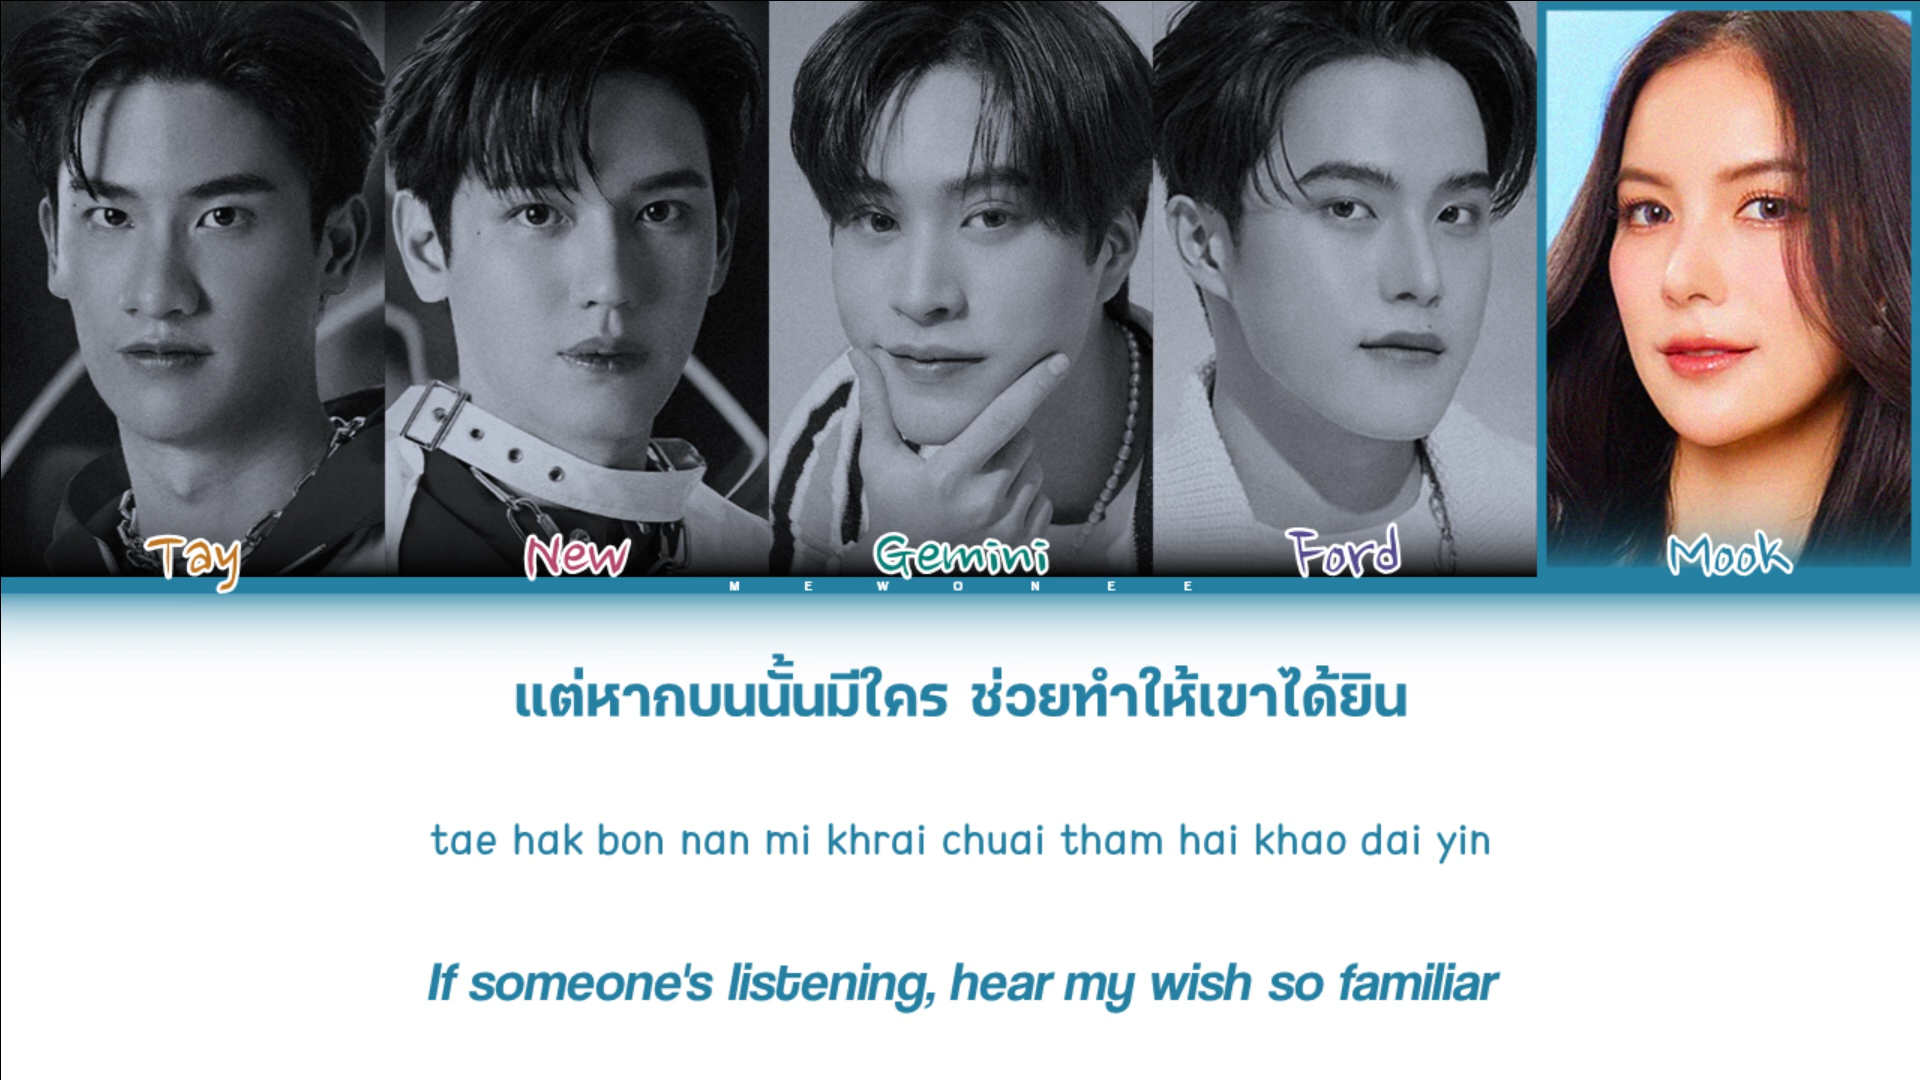 Tay New Gemini Ford Mook
M E W O N E E
แต่หากบนนั้นมีใคร ช่วยทำให้เขาได้ยิน
tae hak bon nan mi khrai chuai tham hai khao dai yin
If someone's listening, hear my wish so familiar